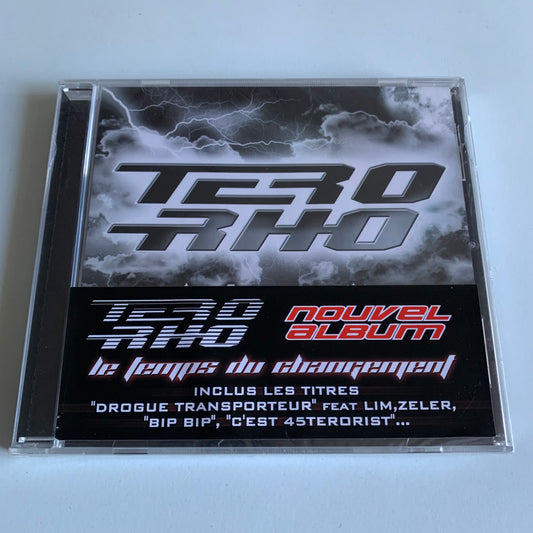 TERO
RHO
TERO
RHO
NOUVEL
ALBUM
le temps du changement
INCLUS LES TITRES
"DROGUE TRANSPORTEUR" FEAT LIM,ZELER,
"BIP BIP", "C'EST 45TERORIST"...